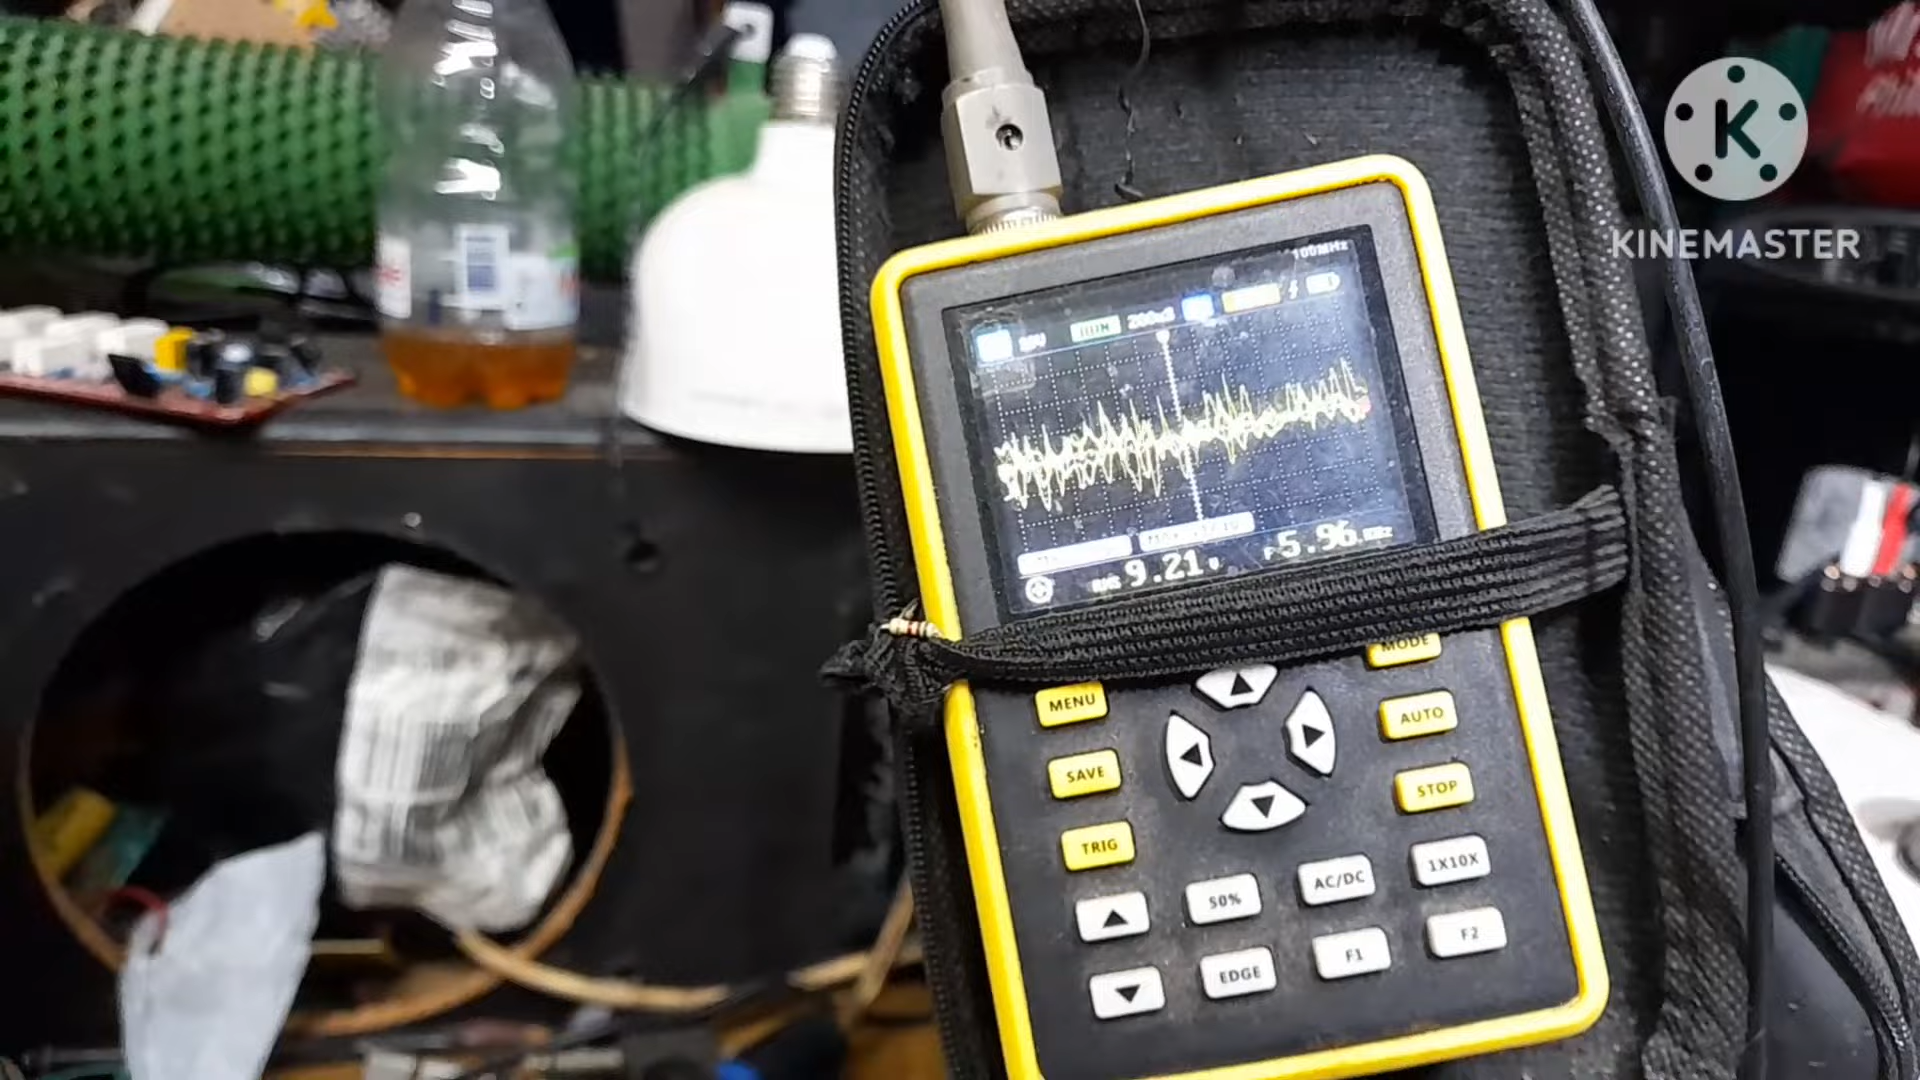 K
KINEMASTER
100MHz
9.21
5.96
MODE
MENU
AUTO
SAVE
STOP
TRIG
1X10X
AC/DC
50%
F2
F1
EDGE